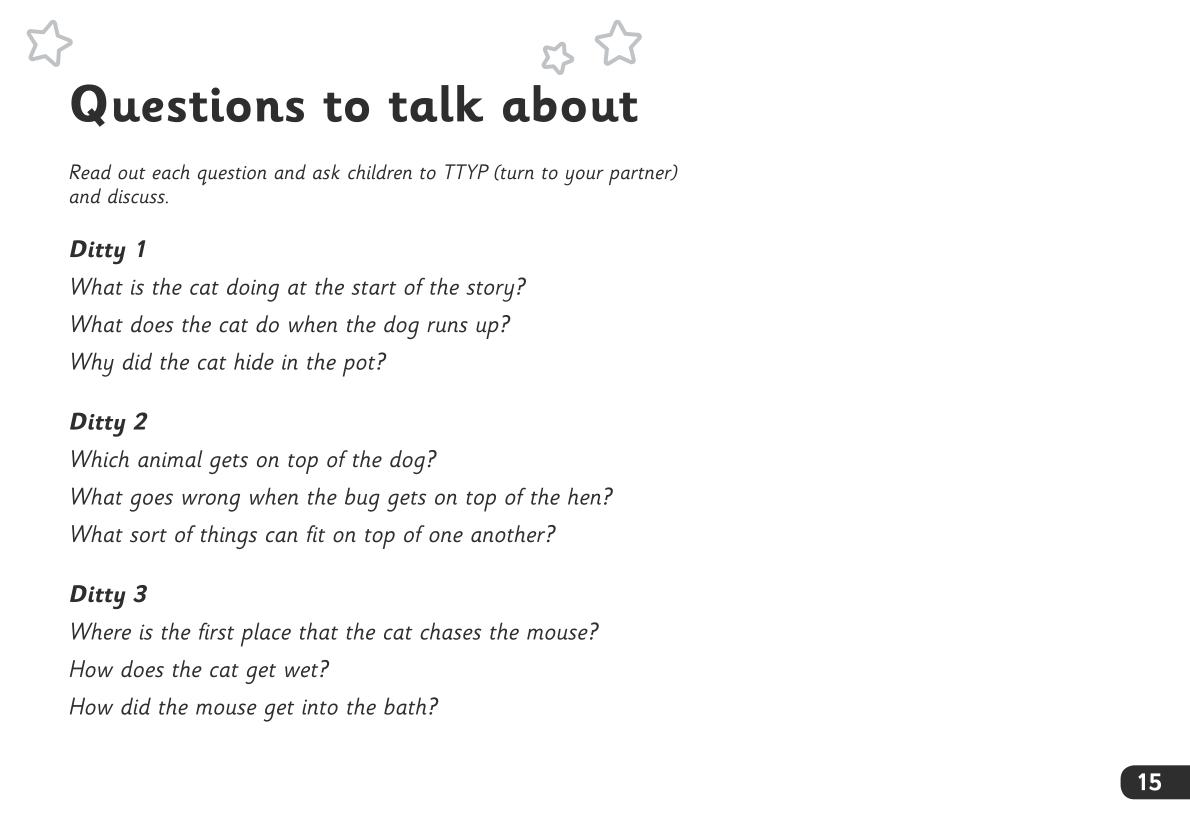 Questions to talk about
Read out each question and ask children to TTYP (turn to your partner)
and discuss.
Ditty 1
What is the cat doing at the start of the story?
What does the cat do when the dog runs up?
Why did the cat hide in the pot?
Ditty 2
Which animal gets on top of the dog?
What goes wrong when the bug gets on top of the hen?
What sort of things can fit on top of one another?
Ditty 3
Where is the first place that the cat chases the mouse?
How does the cat get wet?
How did the mouse get into the bath?
15